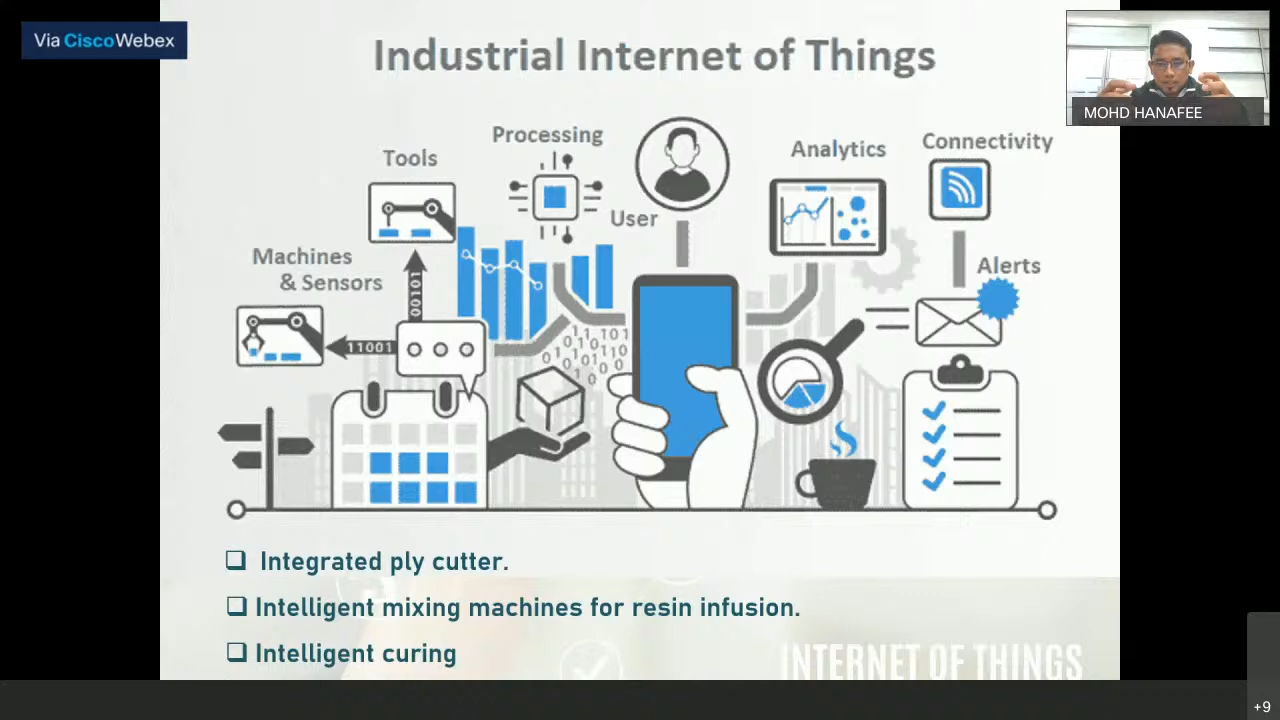 Via CiscoWebex
Industrial Internet of Things
MOHD HANAFEE
Processing
Tools
Analytics
Connectivity
User
Machines
& Sensors
Alerts
00101
11001
Integrated ply cutter.
Intelligent mixing machines for resin infusion.
Intelligent curing
INTERNET OF THINGS
+9